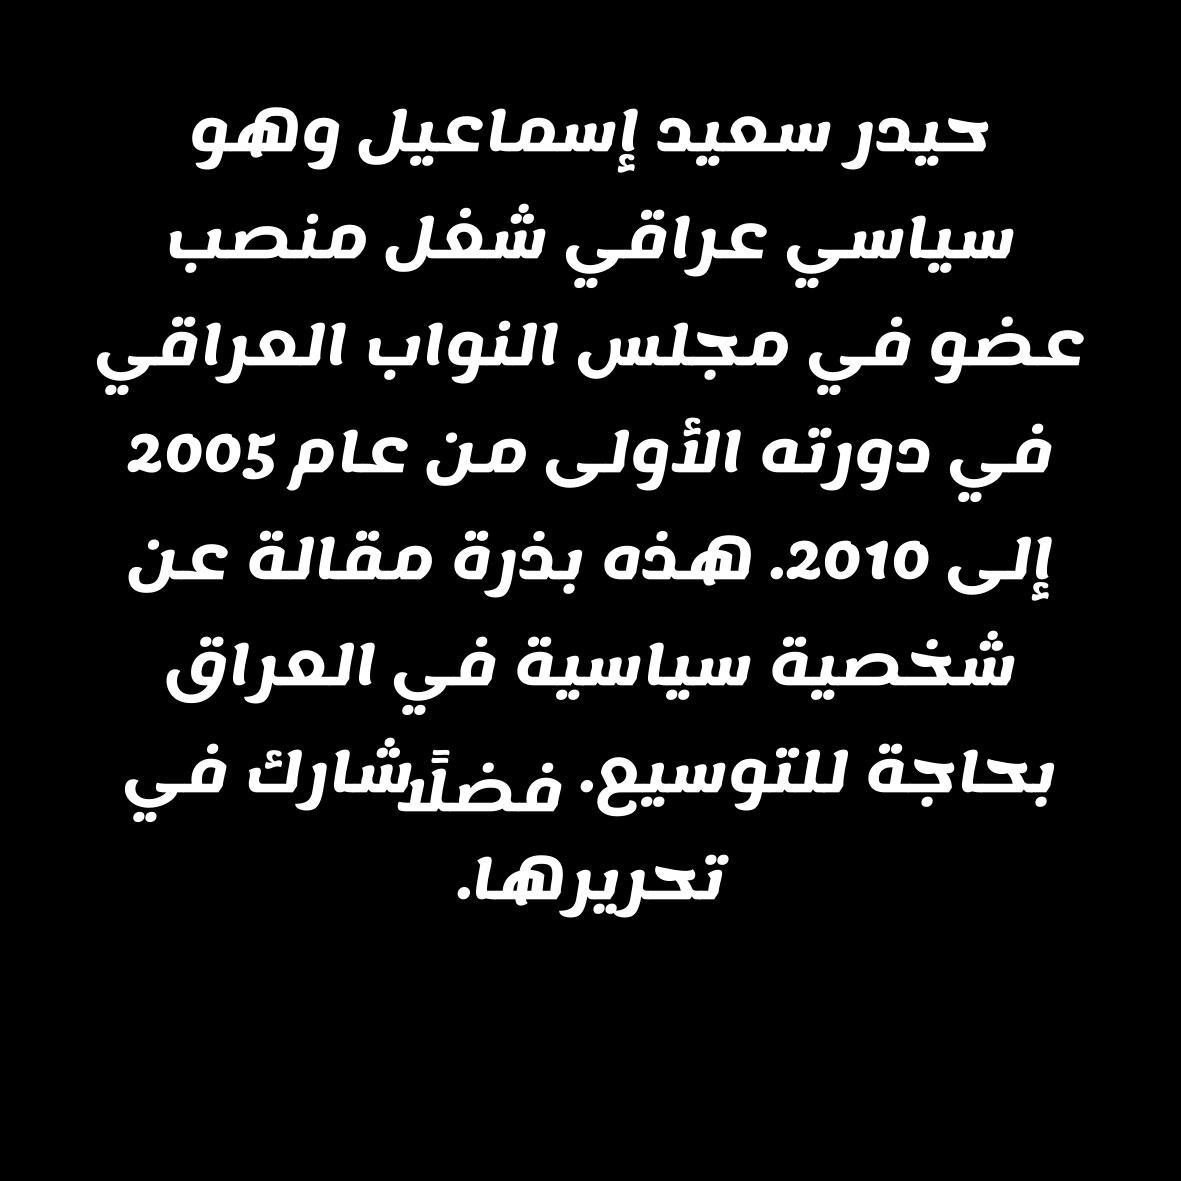 حيدر سعيد إسماعيل وهو
سياسي عراقي شغل منصب
عضو في مجلس النواب العراقي
في دورته الأولى من عام 2005
إلى 2010. هذه بذرة مقالة عن
شخصية سياسية في العراق
بحاجة للتوسيع. فضلًا شارك في
تحريرها.